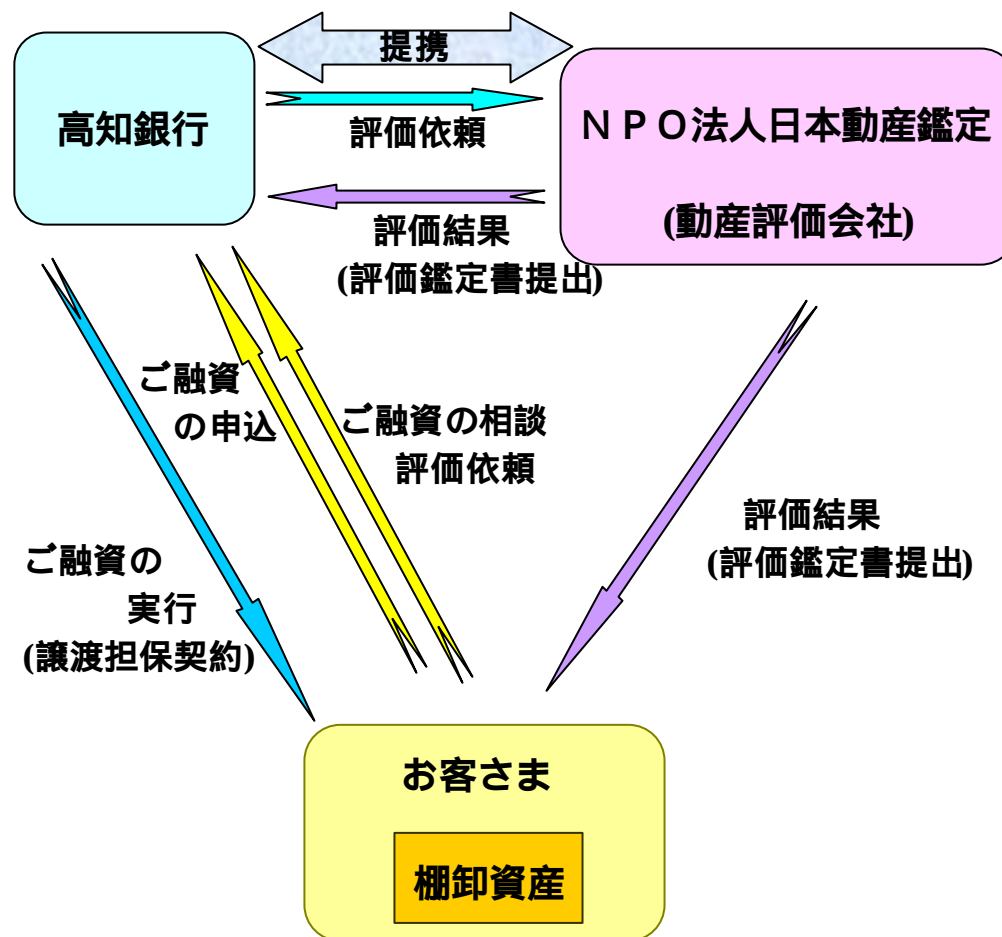 提携
高知銀行
評価依頼
ＮＰＯ法人日本動産鑑定
(動産評価会社)
評価結果
(評価鑑定書提出)
ご融資
の申込
ご融資の相談
評価依頼
評価結果
(評価鑑定書提出)
ご融資の
実行
(譲渡担保契約)
お客さま
棚卸資産